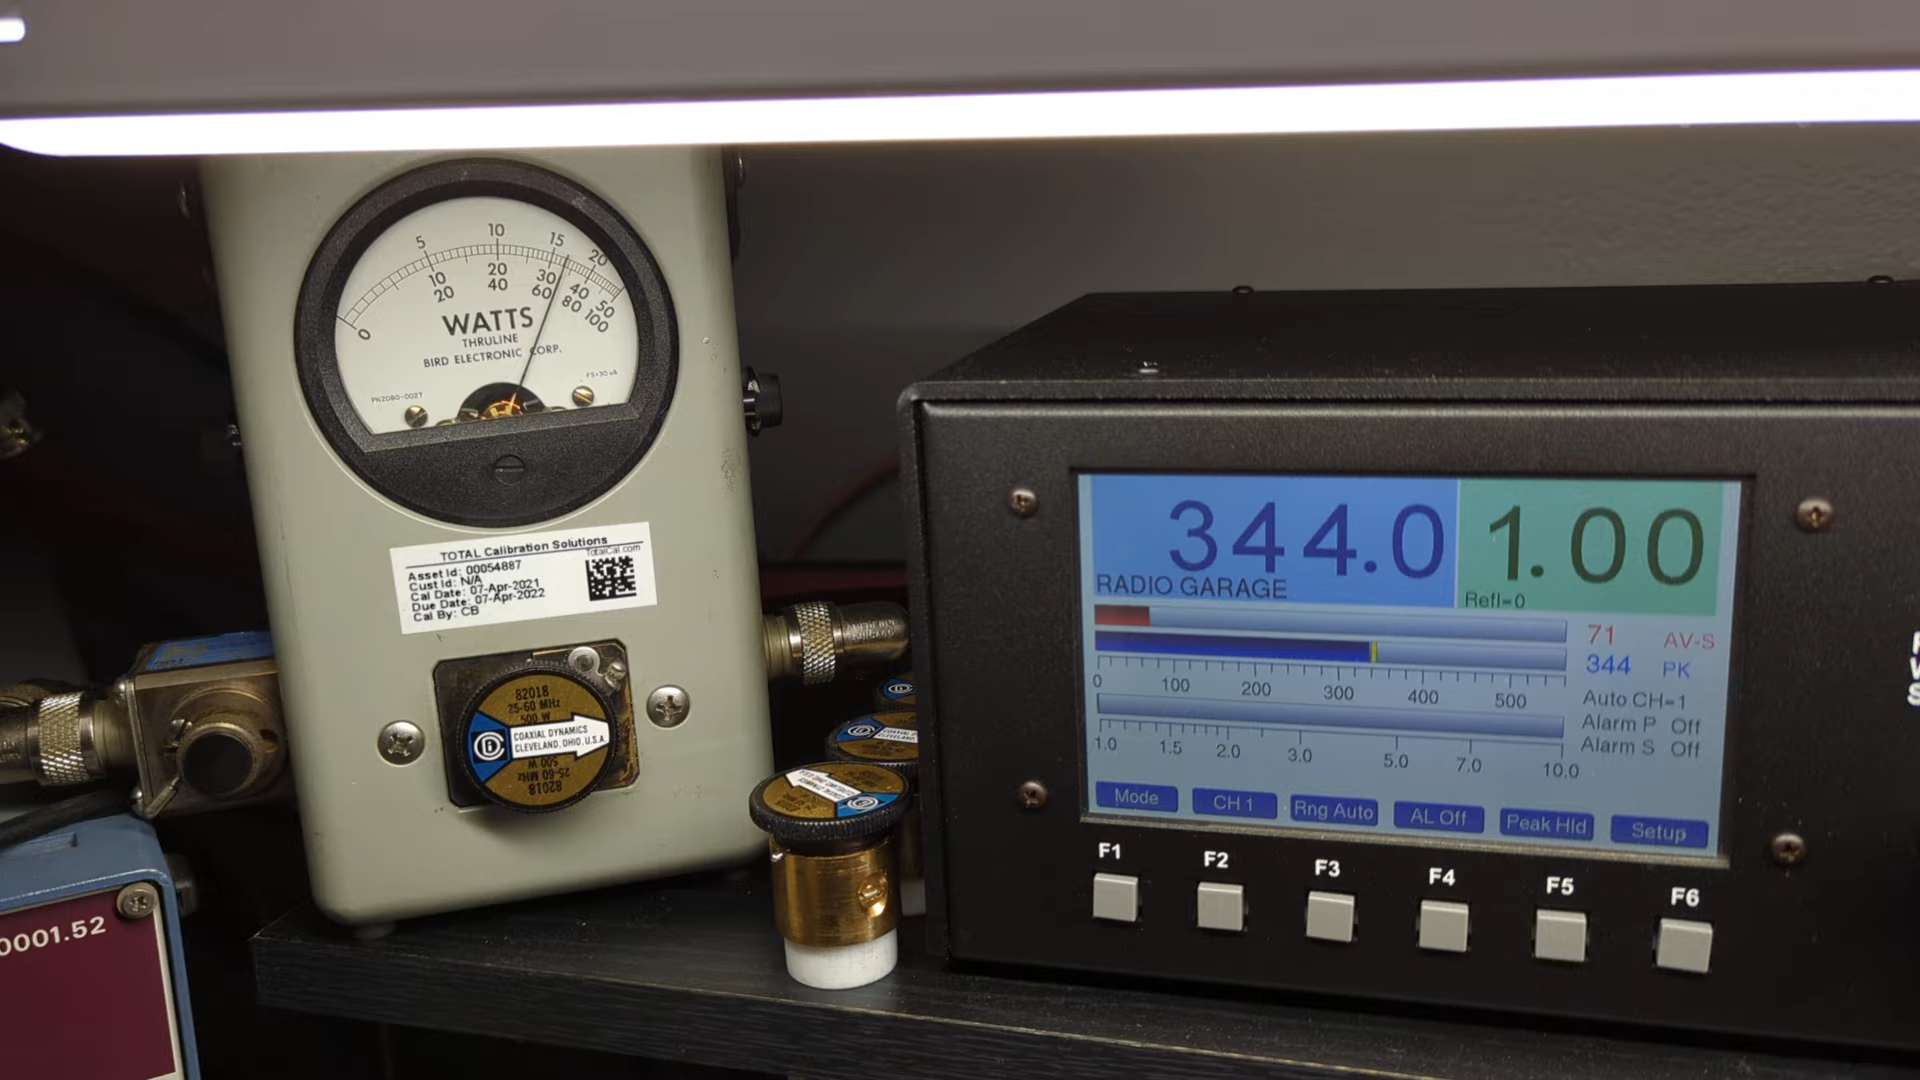 5 10 15 20
10 20 30 40 50
0 20 40 60 80 100
WATTS
THRULINE
BIRD ELECTRONIC CORP.
PN2080-002T
FS=30 uA
TOTAL Calibration Solutions
TotalCal.com
Asset Id: 00054887
Cust Id: N/A
Cal Date: 07-Apr-2021
Due Date: 07-Apr-2022
Cal By: CB
82018
25-60 MHz
500 W
COAXIAL DYNAMICS
CLEVELAND, OHIO, U.S.A.
500 W
25-60 MHz
82018
0001.52
344.0
1.00
RADIO GARAGE
Refl=0
71 AV-S
344 PK
0 100 200 300 400 500
Auto CH=1
Alarm P Off
Alarm S Off
1.0 1.5 2.0 3.0 5.0 7.0 10.0
Mode CH 1 Rng Auto AL Off Peak Hld Setup
F1 F2 F3 F4 F5 F6